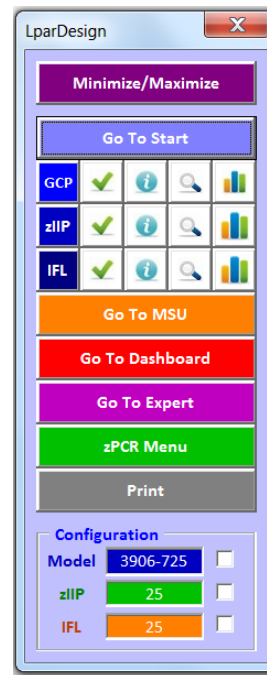 LparDesign
Minimize/Maximize
Go To Start
GCP
zIIP
IFL
Go To MSU
Go To Dashboard
Go To Expert
zPCR Menu
Print
Configuration
Model 3906-725
zIIP 25
IFL 25